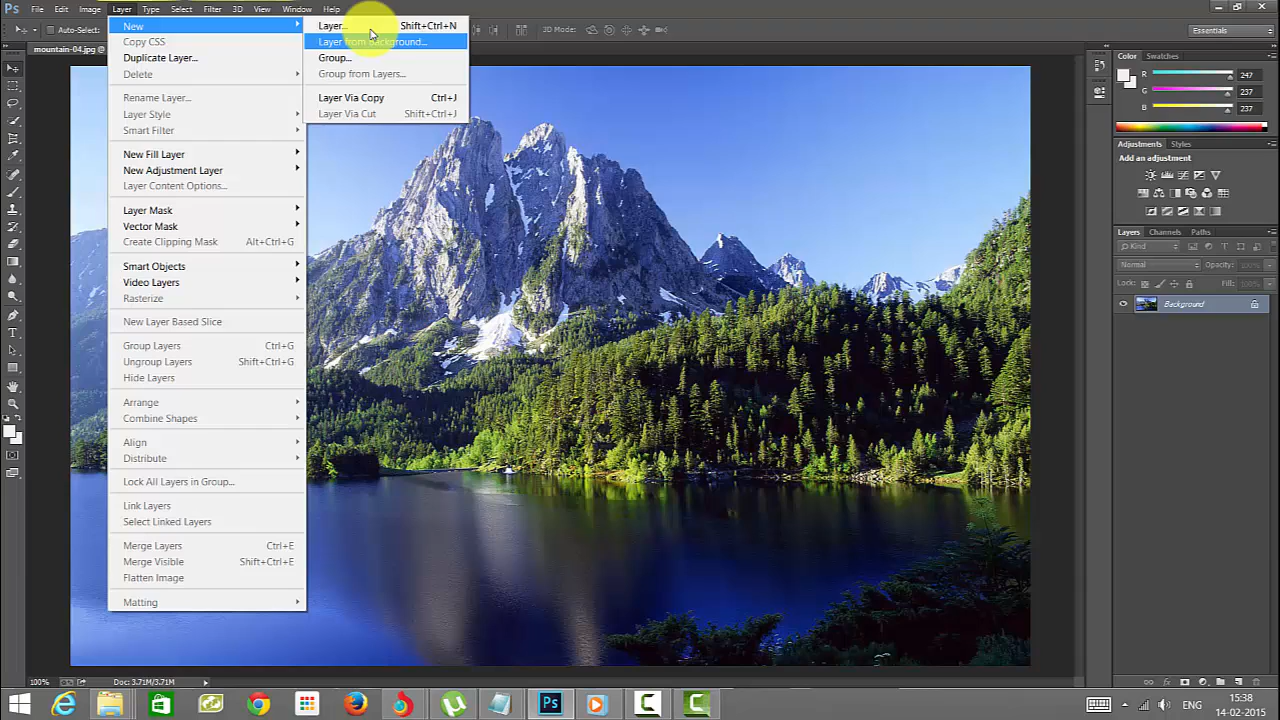 Ps File Edit Image Layer Type Select Filter 3D View Window Help
Auto-Select: 3D Mode: Essentials
mountain-04.jpg @
New
Copy CSS
Duplicate Layer...
Delete
Rename Layer...
Layer Style
Smart Filter
New Fill Layer
New Adjustment Layer
Layer Content Options...
Layer Mask
Vector Mask
Create Clipping Mask Alt+Ctrl+G
Smart Objects
Video Layers
Rasterize
New Layer Based Slice
Group Layers Ctrl+G
Ungroup Layers Shift+Ctrl+G
Hide Layers
Arrange
Combine Shapes
Align
Distribute
Lock All Layers in Group...
Link Layers
Select Linked Layers
Merge Layers Ctrl+E
Merge Visible Shift+Ctrl+E
Flatten Image
Matting
Layer... Shift+Ctrl+N
Layer from Background...
Group...
Group from Layers...
Layer Via Copy Ctrl+J
Layer Via Cut Shift+Ctrl+J
Color Swatches
R 247
G 237
B 237
Adjustments Styles
Add an adjustment
Layers Channels Paths
Kind
Normal Opacity: 100%
Lock: Fill: 100%
Background
100% Doc: 3.71M/3.71M
Ps
ENG
15:38
14-02-2015